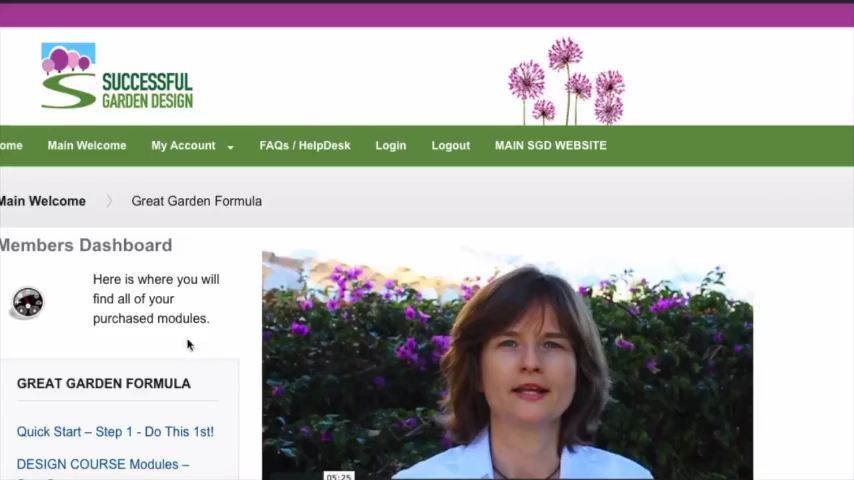 SUCCESSFUL
GARDEN DESIGN
ome Main Welcome My Account FAQs / HelpDesk Login Logout MAIN SGD WEBSITE
Main Welcome Great Garden Formula
Members Dashboard
Here is where you will
find all of your
purchased modules.
GREAT GARDEN FORMULA
Quick Start – Step 1 - Do This 1st!
DESIGN COURSE Modules –
05:25